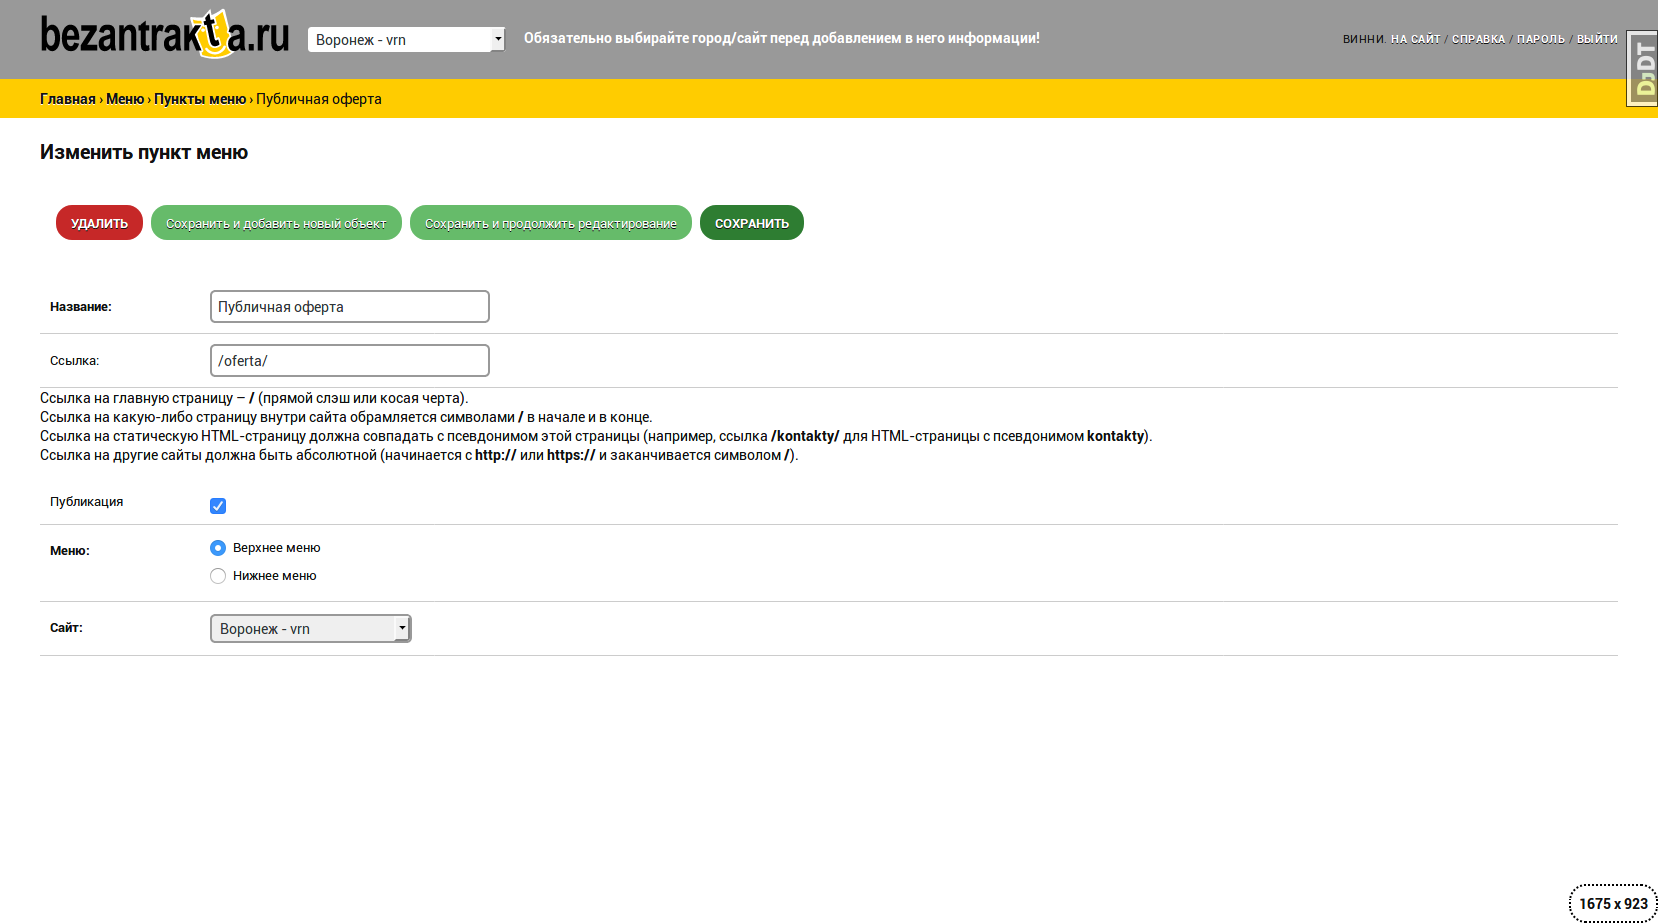 bezantrakta.ru
Воронеж - vrn
Обязательно выбирайте город/сайт перед добавлением в него информации!
ВИННИ. НА САЙТ / СПРАВКА / ПАРОЛЬ / ВЫЙТИ
DjDT
Главная › Меню › Пункты меню › Публичная оферта
Изменить пункт меню
УДАЛИТЬ
Сохранить и добавить новый объект
Сохранить и продолжить редактирование
СОХРАНИТЬ
Название:
Публичная оферта
Ссылка:
/oferta/
Ссылка на главную страницу – / (прямой слэш или косая черта).
Ссылка на какую-либо страницу внутри сайта обрамляется символами / в начале и в конце.
Ссылка на статическую HTML-страницу должна совпадать с псевдонимом этой страницы (например, ссылка /kontakty/ для HTML-страницы с псевдонимом kontakty).
Ссылка на другие сайты должна быть абсолютной (начинается с http:// или https:// и заканчивается символом /).
Публикация
Меню:
Верхнее меню
Нижнее меню
Сайт:
Воронеж - vrn
1675 x 923